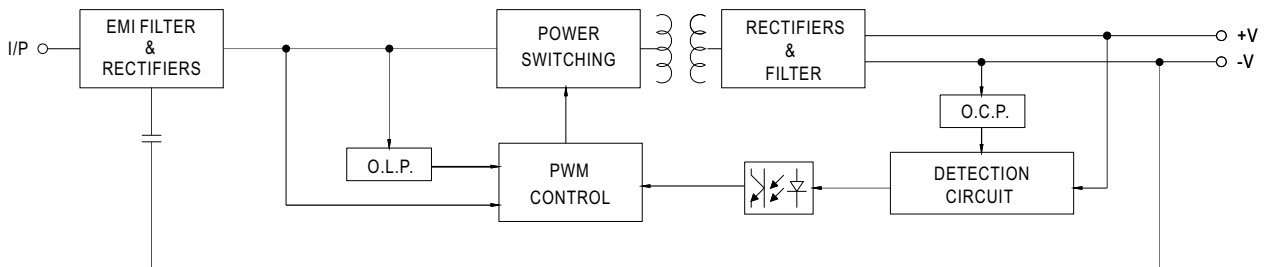 I/P
EMI FILTER
&
RECTIFIERS
POWER
SWITCHING
RECTIFIERS
&
FILTER
+V
-V
O.C.P.
O.L.P.
PWM
CONTROL
DETECTION
CIRCUIT